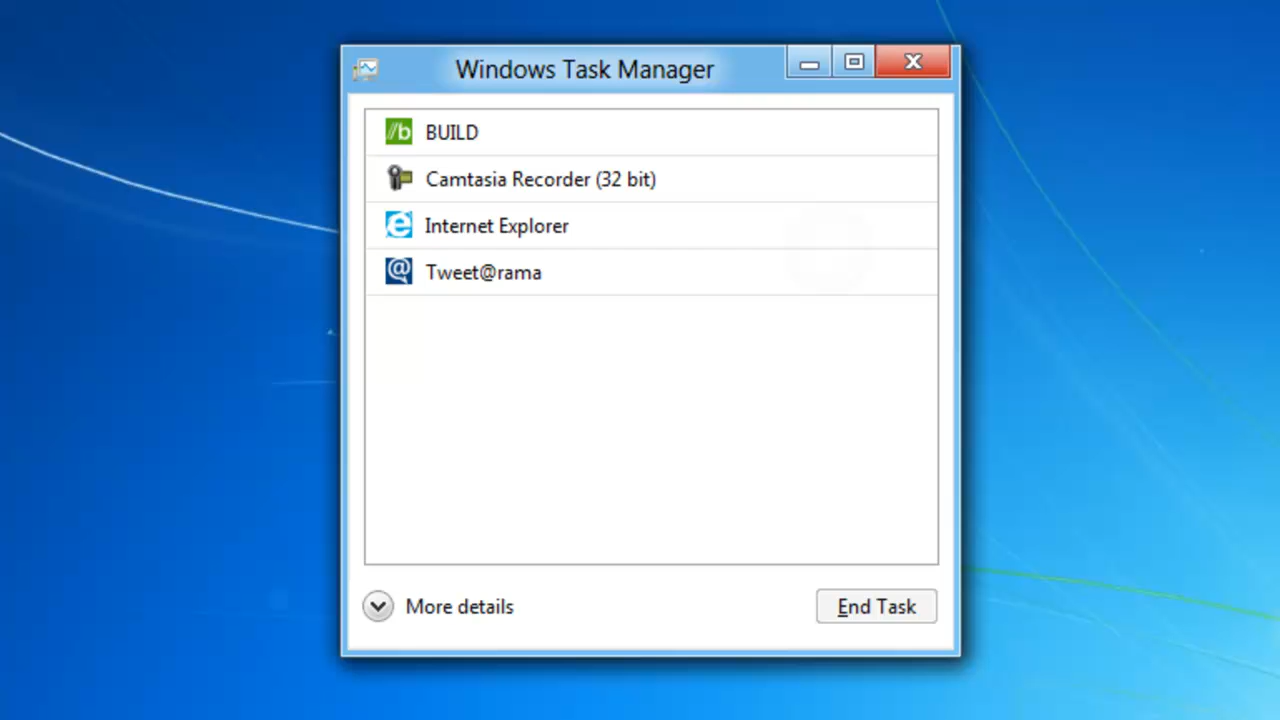 Windows Task Manager
//b BUILD
Camtasia Recorder (32 bit)
Internet Explorer
@ Tweet@rama
More details
End Task